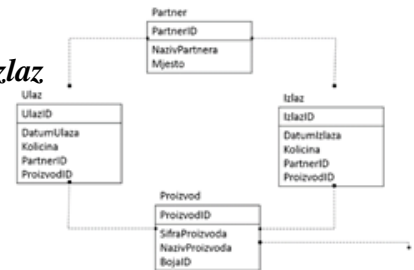 Partner
PartnerID
NazivPartnera
Mjesto
zlaz
Ulaz
UlazID
DatumUlaza
Kolicina
PartnerID
ProizvodID
Izlaz
IzlazID
DatumIzlaza
Kolicina
PartnerID
ProizvodID
Proizvod
ProizvodID
SifraProizvoda
NazivProizvoda
BojaID